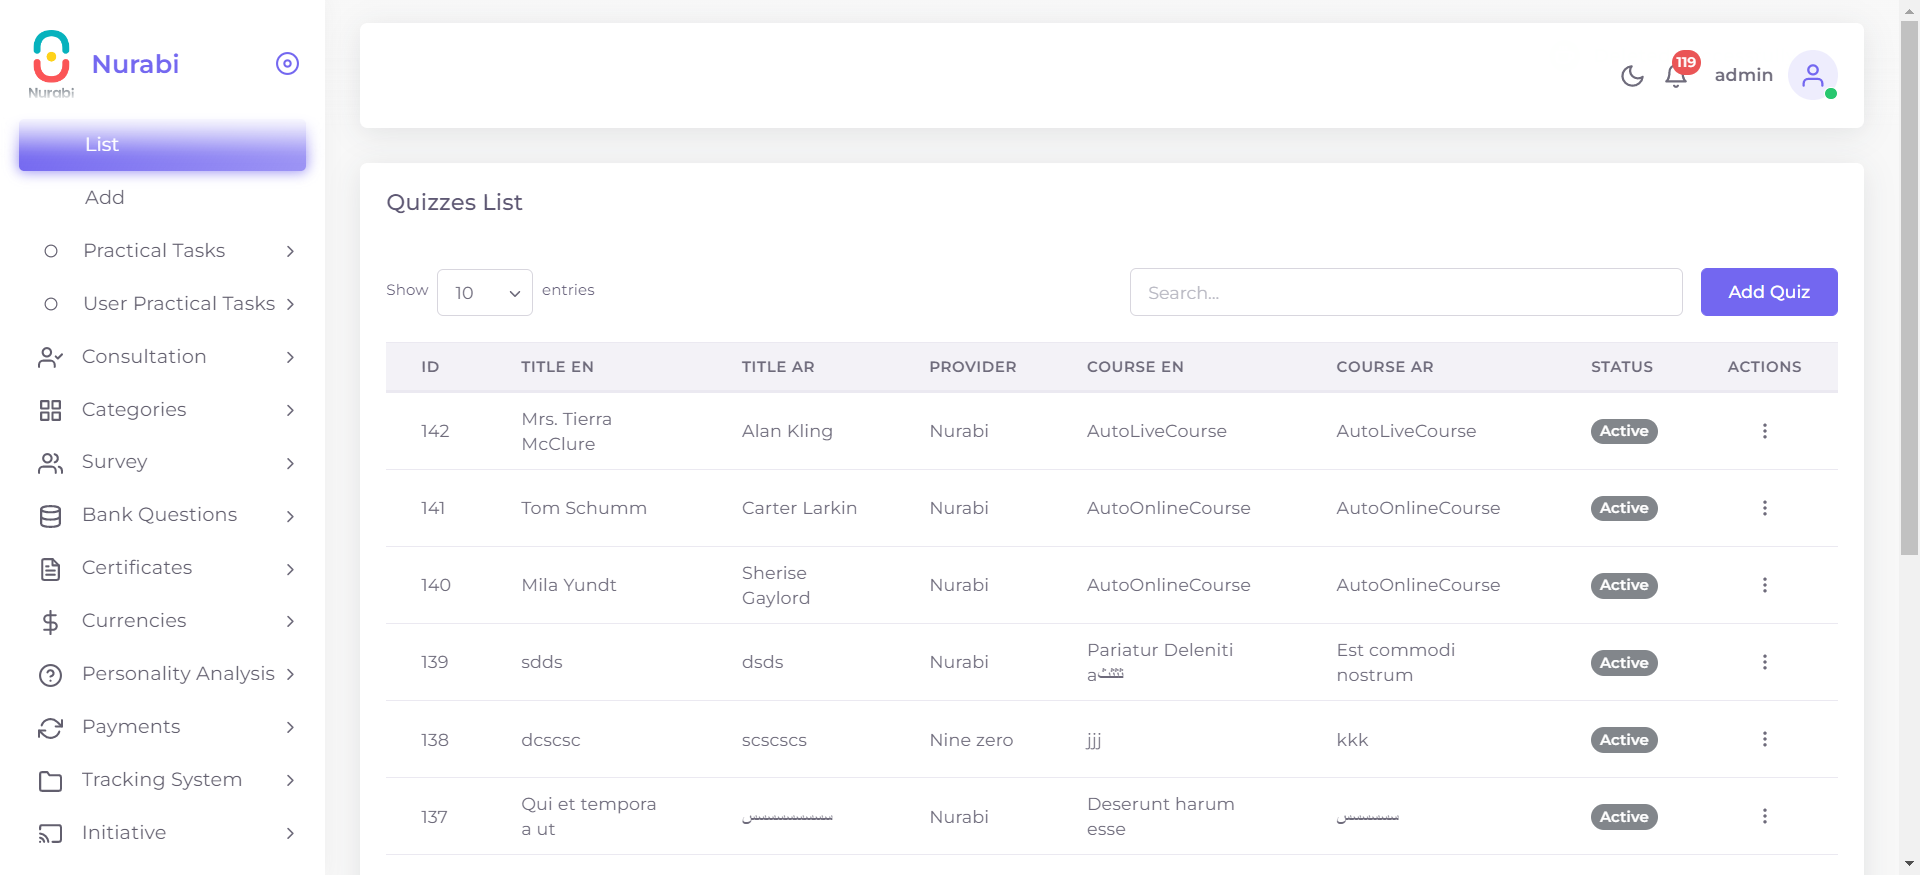 Nurabi
Nurabi
List
Add
Practical Tasks
User Practical Tasks
Consultation
Categories
Survey
Bank Questions
Certificates
Currencies
Personality Analysis
Payments
Tracking System
Initiative
119
admin
Quizzes List
Show 10 entries
Search...
Add Quiz
ID TITLE EN TITLE AR PROVIDER COURSE EN COURSE AR STATUS ACTIONS
142 Mrs. Tierra McClure Alan Kling Nurabi AutoLiveCourse AutoLiveCourse Active
141 Tom Schumm Carter Larkin Nurabi AutoOnlineCourse AutoOnlineCourse Active
140 Mila Yundt Sherise Gaylord Nurabi AutoOnlineCourse AutoOnlineCourse Active
139 sdds dsds Nurabi Pariatur Deleniti Est commodi nostrum Active
138 dcscsc scscscs Nine zero jjj kkk Active
137 Qui et tempora a ut Nurabi Deserunt harum esse Active